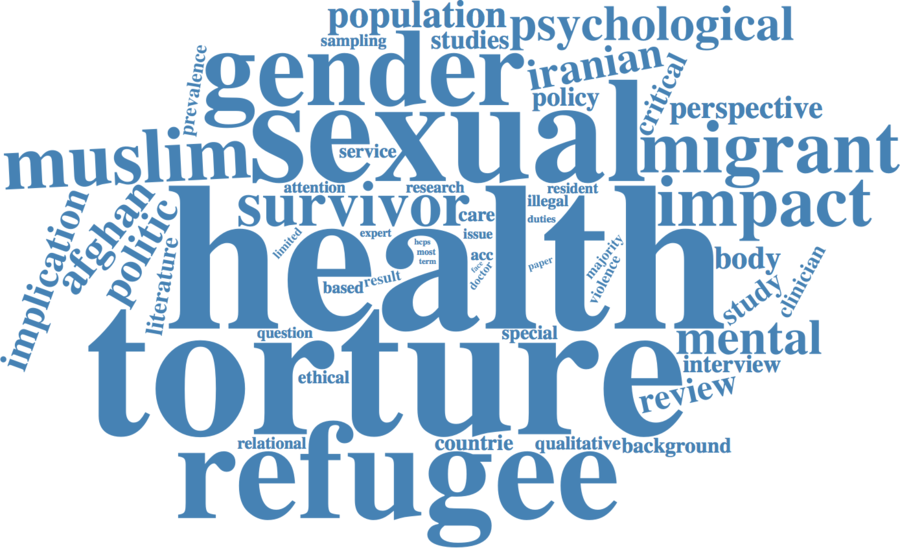 population
psychological
sampling
studies
gender
iranian
prevalence
critical
policy
perspective
sexual
muslim
service
migrant
attention
research
resident
impact
implication
afghan
politic
survivor
care
illegal
duties
health
limited
expert
issue
hcps
most
term
acc
face
doctor
paper
majority
violence
body
clinician
study
literature
based
result
question
special
mental
torture
interview
ethical
review
relational
countrie
qualitative
background
refugee